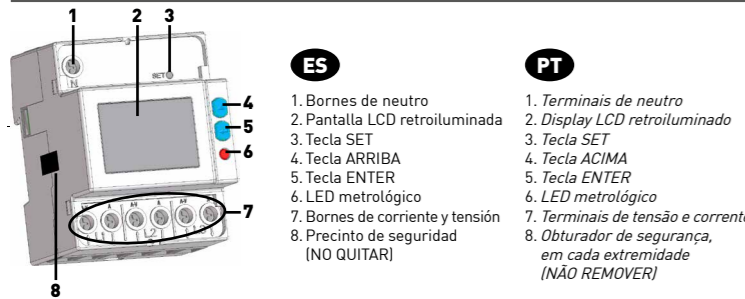 1
2
3
N
SET
4
5
6
L2
7
8
ES
1. Bornes de neutro
2. Pantalla LCD retroiluminada
3. Tecla SET
4. Tecla ARRIBA
5. Tecla ENTER
6. LED metrológico
7. Bornes de corriente y tensión
8. Precinto de seguridad
(NO QUITAR)
PT
1. Terminais de neutro
2. Display LCD retroiluminado
3. Tecla SET
4. Tecla ACIMA
5. Tecla ENTER
6. LED metrológico
7. Terminais de tensão e corrente
8. Obturador de segurança,
em cada extremidade
(NÃO REMOVER)